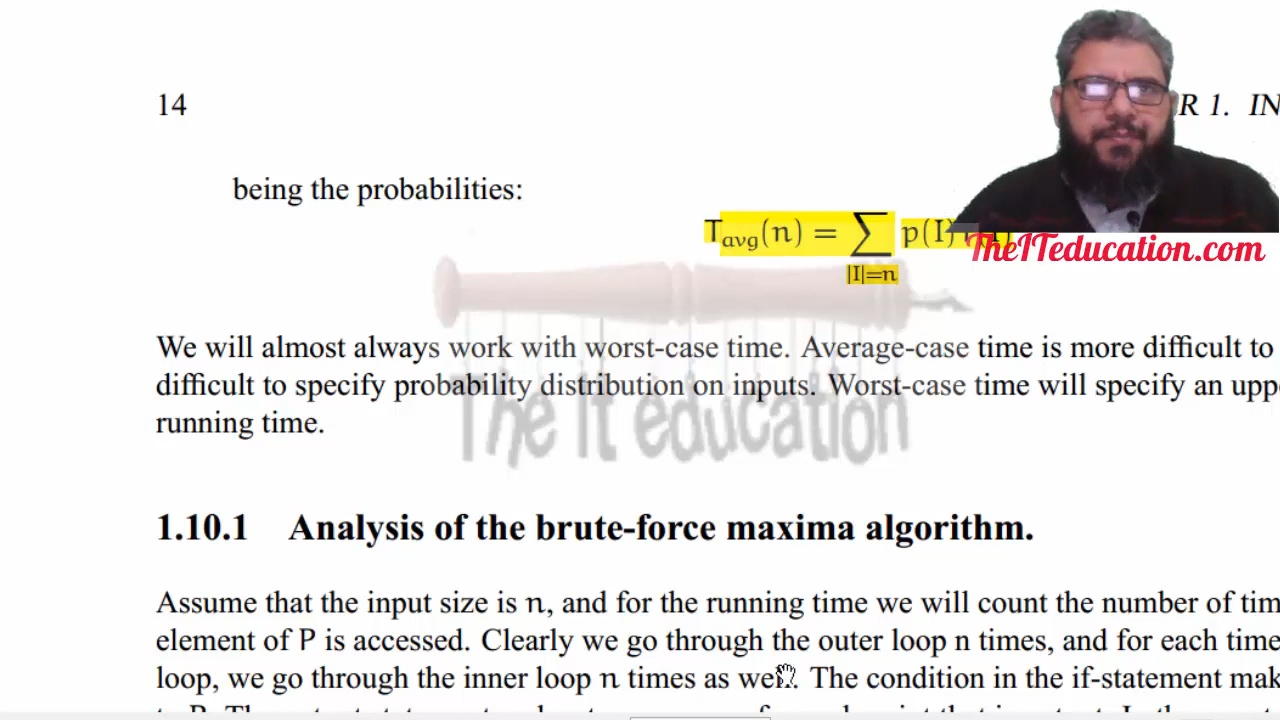 14
R 1. IN
being the probabilities:
T_avg(n) = ∑ p(I)
|I|=n
TheITeducation.com
We will almost always work with worst-case time. Average-case time is more difficult to
difficult to specify probability distribution on inputs. Worst-case time will specify an upp
running time.
The IT education
1.10.1 Analysis of the brute-force maxima algorithm.
Assume that the input size is n, and for the running time we will count the number of tim
element of P is accessed. Clearly we go through the outer loop n times, and for each time
loop, we go through the inner loop n times as well. The condition in the if-statement mak